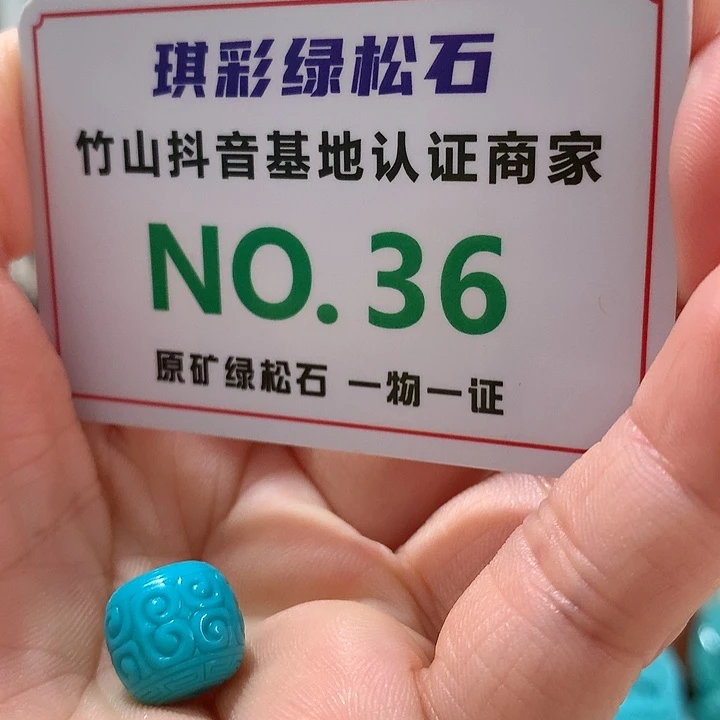 琪彩绿松石
竹山抖音基地认证商家
NO.36
原矿绿松石 一物一证